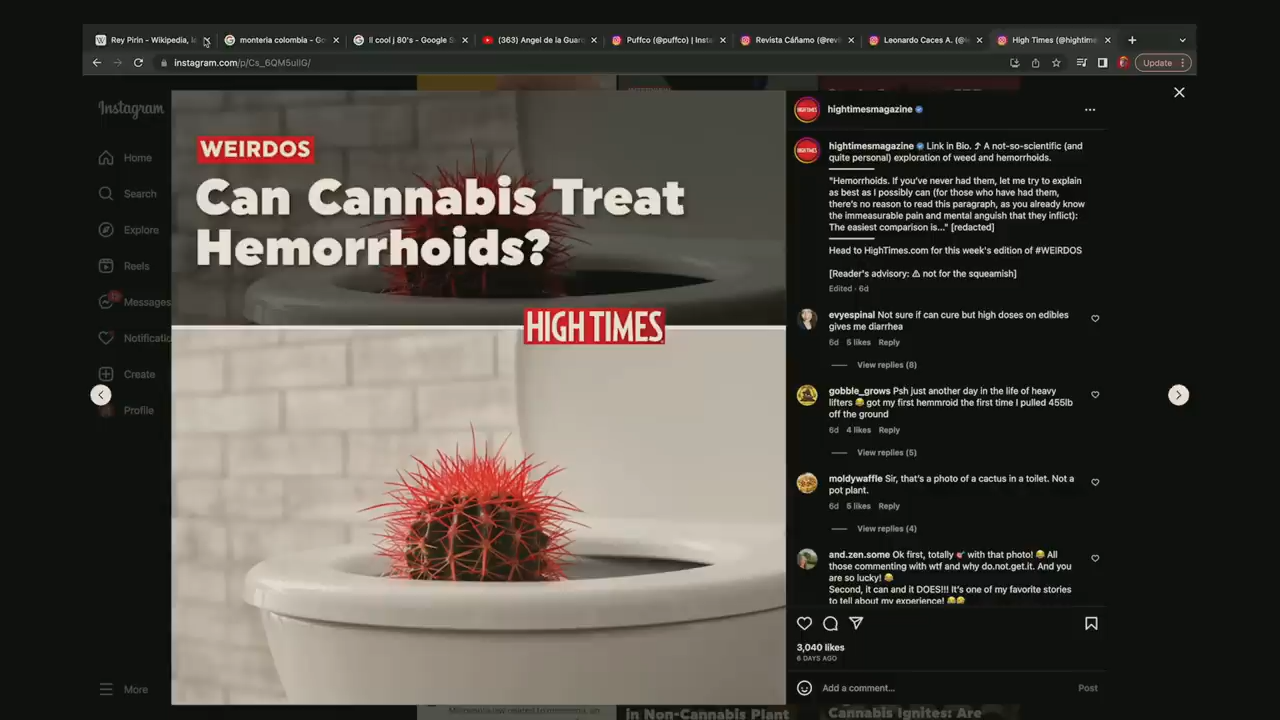 Rey Pirín - Wikipedia, la
monteria colombia - Go
ll cool j 80's - Google S
(363) Angel de la Guar
Puffco (@puffco) | Insta
Revista Cáñamo (@rev
Leonardo Caces A. (@l
High Times (@hightime
instagram.com/p/Cs_6QM5ullG/
Update
Instagram
Home
Search
Explore
Reels
Messages
Notificatio
Create
Profile
More
WEIRDOS
Can Cannabis Treat
Hemorrhoids?
HIGH TIMES
hightimesmagazine
hightimesmagazine Link in Bio. A not-so-scientific (and
quite personal) exploration of weed and hemorrhoids.
"Hemorrhoids. If you've never had them, let me try to explain
as best as I possibly can (for those who have had them,
there's no reason to read this paragraph, as you already know
the immeasurable pain and mental anguish that they inflict):
The easiest comparison is..." [redacted]
Head to HighTimes.com for this week's edition of #WEIRDOS
[Reader's advisory: ⚠ not for the squeamish]
Edited · 6d
evyespinal Not sure if can cure but high doses on edibles
gives me diarrhea
6d 5 likes Reply
View replies (8)
gobble_grows Psh just another day in the life of heavy
lifters 😂 got my first hemmroid the first time I pulled 455lb
off the ground
6d 4 likes Reply
View replies (5)
moldywaffle Sir, that's a photo of a cactus in a toilet. Not a
pot plant.
6d 5 likes Reply
View replies (4)
and.zen.some Ok first, totally 🎯 with that photo! 😂 All
those commenting with wtf and why do.not.get.it. And you
are so lucky! 😂
Second, it can and it DOES!!! It's one of my favorite stories
to tell about my experience! 😂😂
3,040 likes
6 DAYS AGO
Add a comment...
Post
in Non-Cannabis Plant
Cannabis Ignites: Are